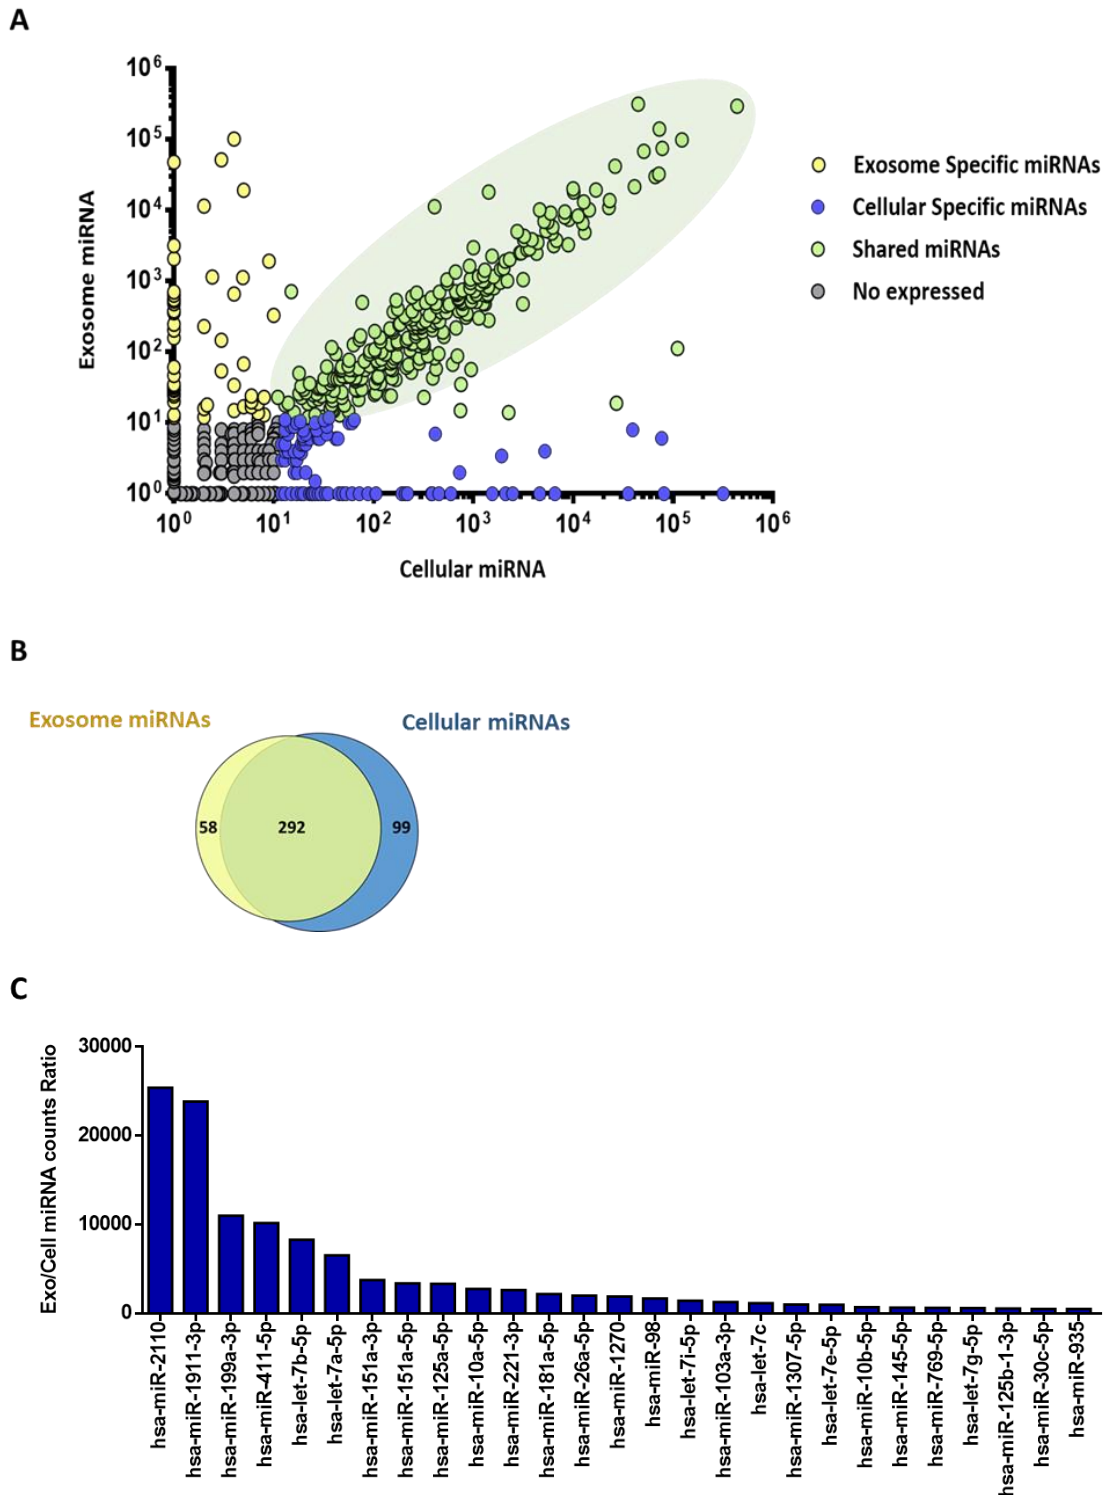 A
10^6
10^5
10^4
10^3
10^2
10^1
10^0
Exosome miRNA
10^0 10^1 10^2 10^3 10^4 10^5 10^6
Cellular miRNA
Exosome Specific miRNAs
Cellular Specific miRNAs
Shared miRNAs
No expressed
B
Exosome miRNAs
Cellular miRNAs
58 292 99
C
Exo/Cell miRNA counts Ratio
30000
20000
10000
0
hsa-miR-2110
hsa-miR-1911-3p
hsa-miR-199a-3p
hsa-miR-411-5p
hsa-let-7b-5p
hsa-let-7a-5p
hsa-miR-151a-3p
hsa-miR-151a-5p
hsa-miR-125a-5p
hsa-miR-10a-5p
hsa-miR-221-3p
hsa-miR-181a-5p
hsa-miR-26a-5p
hsa-miR-1270
hsa-miR-98
hsa-let-7i-5p
hsa-miR-103a-3p
hsa-let-7c
hsa-miR-1307-5p
hsa-let-7e-5p
hsa-miR-10b-5p
hsa-miR-145-5p
hsa-miR-769-5p
hsa-let-7g-5p
hsa-miR-125b-1-3p
hsa-miR-30c-5p
hsa-miR-935